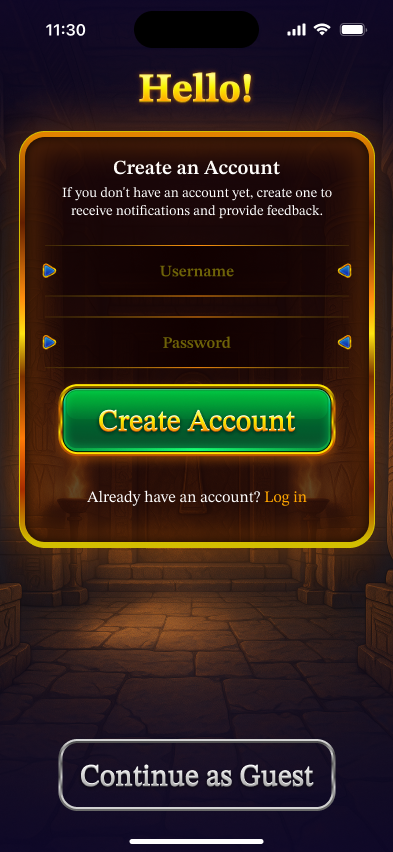 11:30
Hello!
Create an Account
If you don't have an account yet, create one to
receive notifications and provide feedback.
Username
Password
Create Account
Already have an account? Log in
Continue as Guest